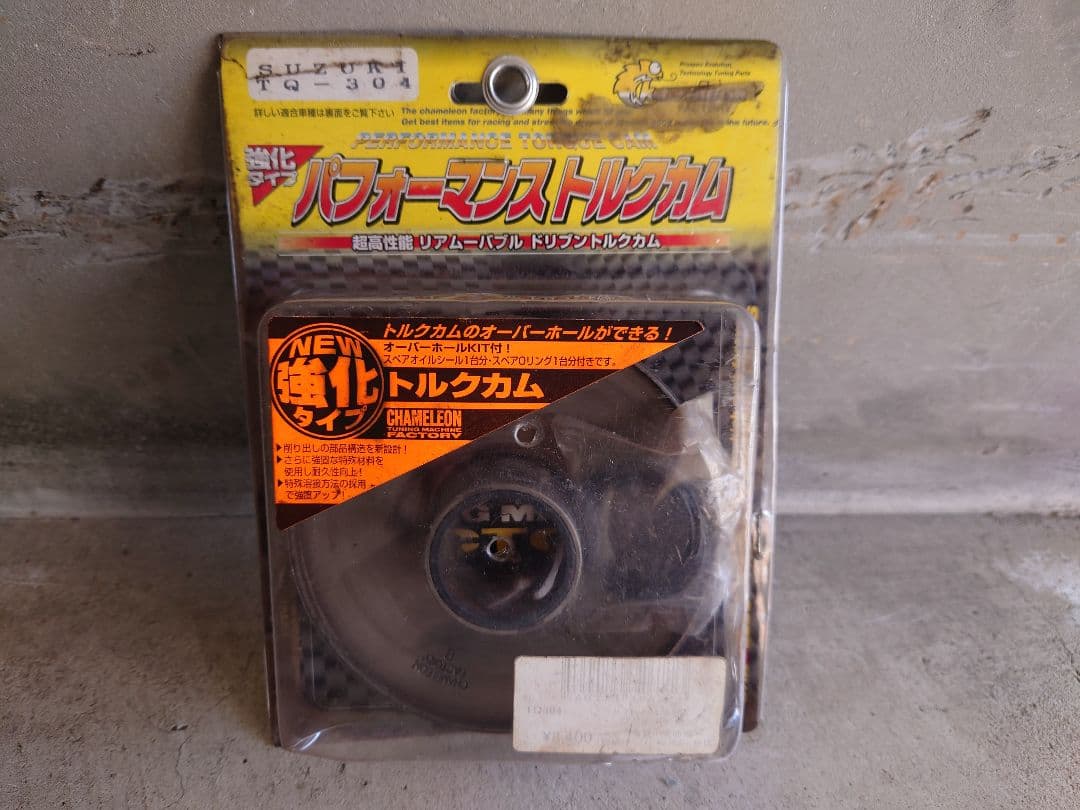 SUZUKI
TQ-304
詳しい適合車種は裏面をご覧下さい
The chameleon factory
Get best items for racing and
Prospect Evolution,
Technology Tuning Parts
PERFORMANCE TORQUE CAM
強化
タイプ
パフォーマンストルクカム
超高性能 リアムーバブル ドリブントルクカム
トルクカムのオーバーホールができる!
オーバーホールKIT付!
スペアオイルシール1台分・スペアOリング1台分付きです。
NEW
強化
タイプ
トルクカム
CHAMELEON
TUNING MACHINE
FACTORY
▶削り出しの部品構造を新設計!
▶さらに強固な特殊材料を
使用し耐久性向上!
▶特殊溶接方法の採用
で強度アップ!
CHAMELEON
FACTORY